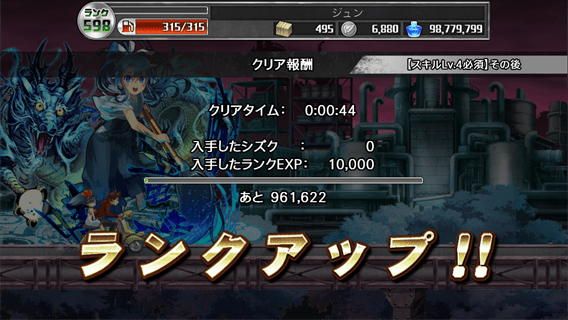 ランク
598
315/315
ジュン
495
6,880
98,779,799
クリア報酬
【スキルLv.4必須】その後
クリアタイム： 0:00:44
入手したシズク ： 0
入手したランクEXP： 10,000
あと 961,622
ランクアップ!!